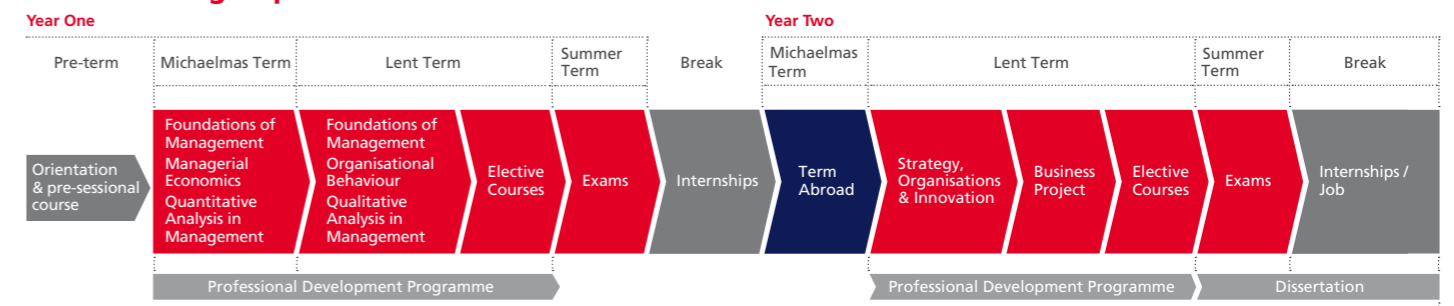 Year One
Year Two
Pre-term
Michaelmas Term
Lent Term
Summer
Term
Break
Michaelmas
Term
Lent Term
Summer
Term
Break
Orientation
& pre-sessional
course
Foundations of
Management
Managerial
Economics
Quantitative
Analysis in
Management
Foundations of
Management
Organisational
Behaviour
Qualitative
Analysis in
Management
Elective
Courses
Exams
Internships
Term
Abroad
Strategy,
Organisations
& Innovation
Business
Project
Elective
Courses
Exams
Internships /
Job
Professional Development Programme
Professional Development Programme
Dissertation